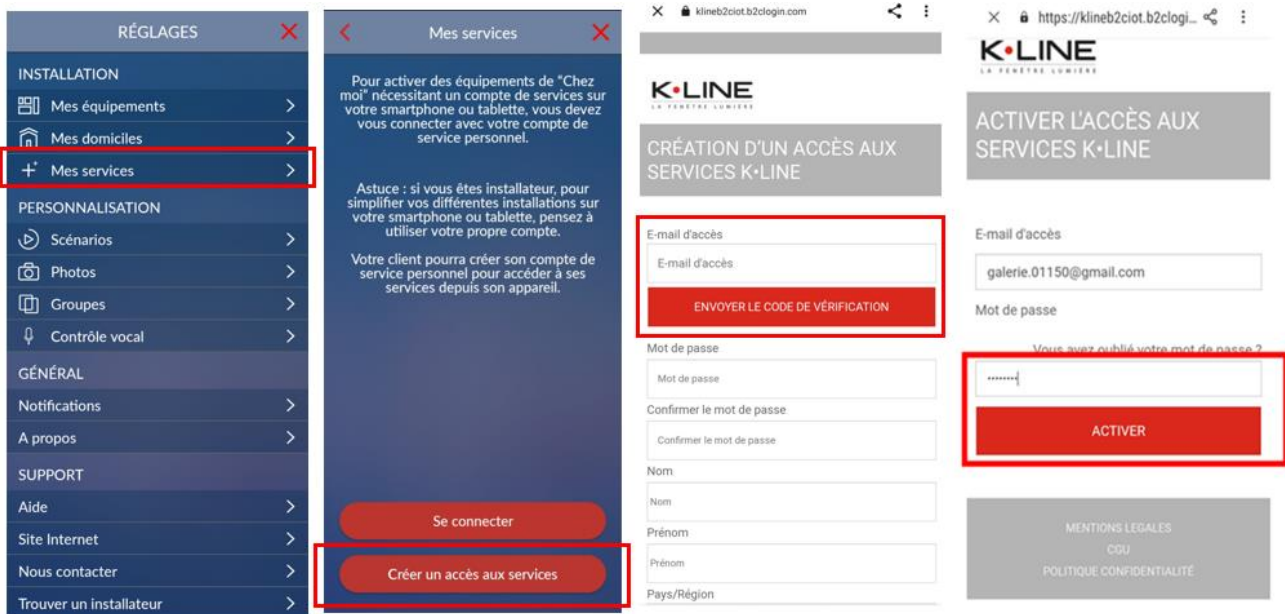 RÉGLAGES
INSTALLATION
Mes équipements
Mes domiciles
Mes services
PERSONNALISATION
Scénarios
Photos
Groupes
Contrôle vocal
GÉNÉRAL
Notifications
A propos
SUPPORT
Aide
Site Internet
Nous contacter
Trouver un installateur
Mes services
Pour activer des équipements de “Chez
moi” nécessitant un compte de services sur
votre smartphone ou tablette, vous devez
vous connecter avec votre compte de
service personnel.
Astuce : si vous êtes installateur, pour
simplifier vos différentes installations sur
votre smartphone ou tablette, pensez à
utiliser votre propre compte.
Votre client pourra créer son compte de
service personnel pour accéder à ses
services depuis son appareil.
Se connecter
Créer un accès aux services
klineb2ciot.b2clogin.com
K•LINE
LA FENÊTRE LUMIÈRE
CRÉATION D'UN ACCÈS AUX
SERVICES K•LINE
E-mail d'accès
E-mail d'accès
ENVOYER LE CODE DE VÉRIFICATION
Mot de passe
Mot de passe
Confirmer le mot de passe
Confirmer le mot de passe
Nom
Nom
Prénom
Prénom
Pays/Région
https://klineb2ciot.b2clogi...
K•LINE
LA FENÊTRE LUMIÈRE
ACTIVER L'ACCÈS AUX
SERVICES K•LINE
E-mail d'accès
galerie.01150@gmail.com
Mot de passe
Vous avez oublié votre mot de passe ?
ACTIVER
MENTIONS LEGALES
CGU
POLITIQUE CONFIDENTIALITÉ